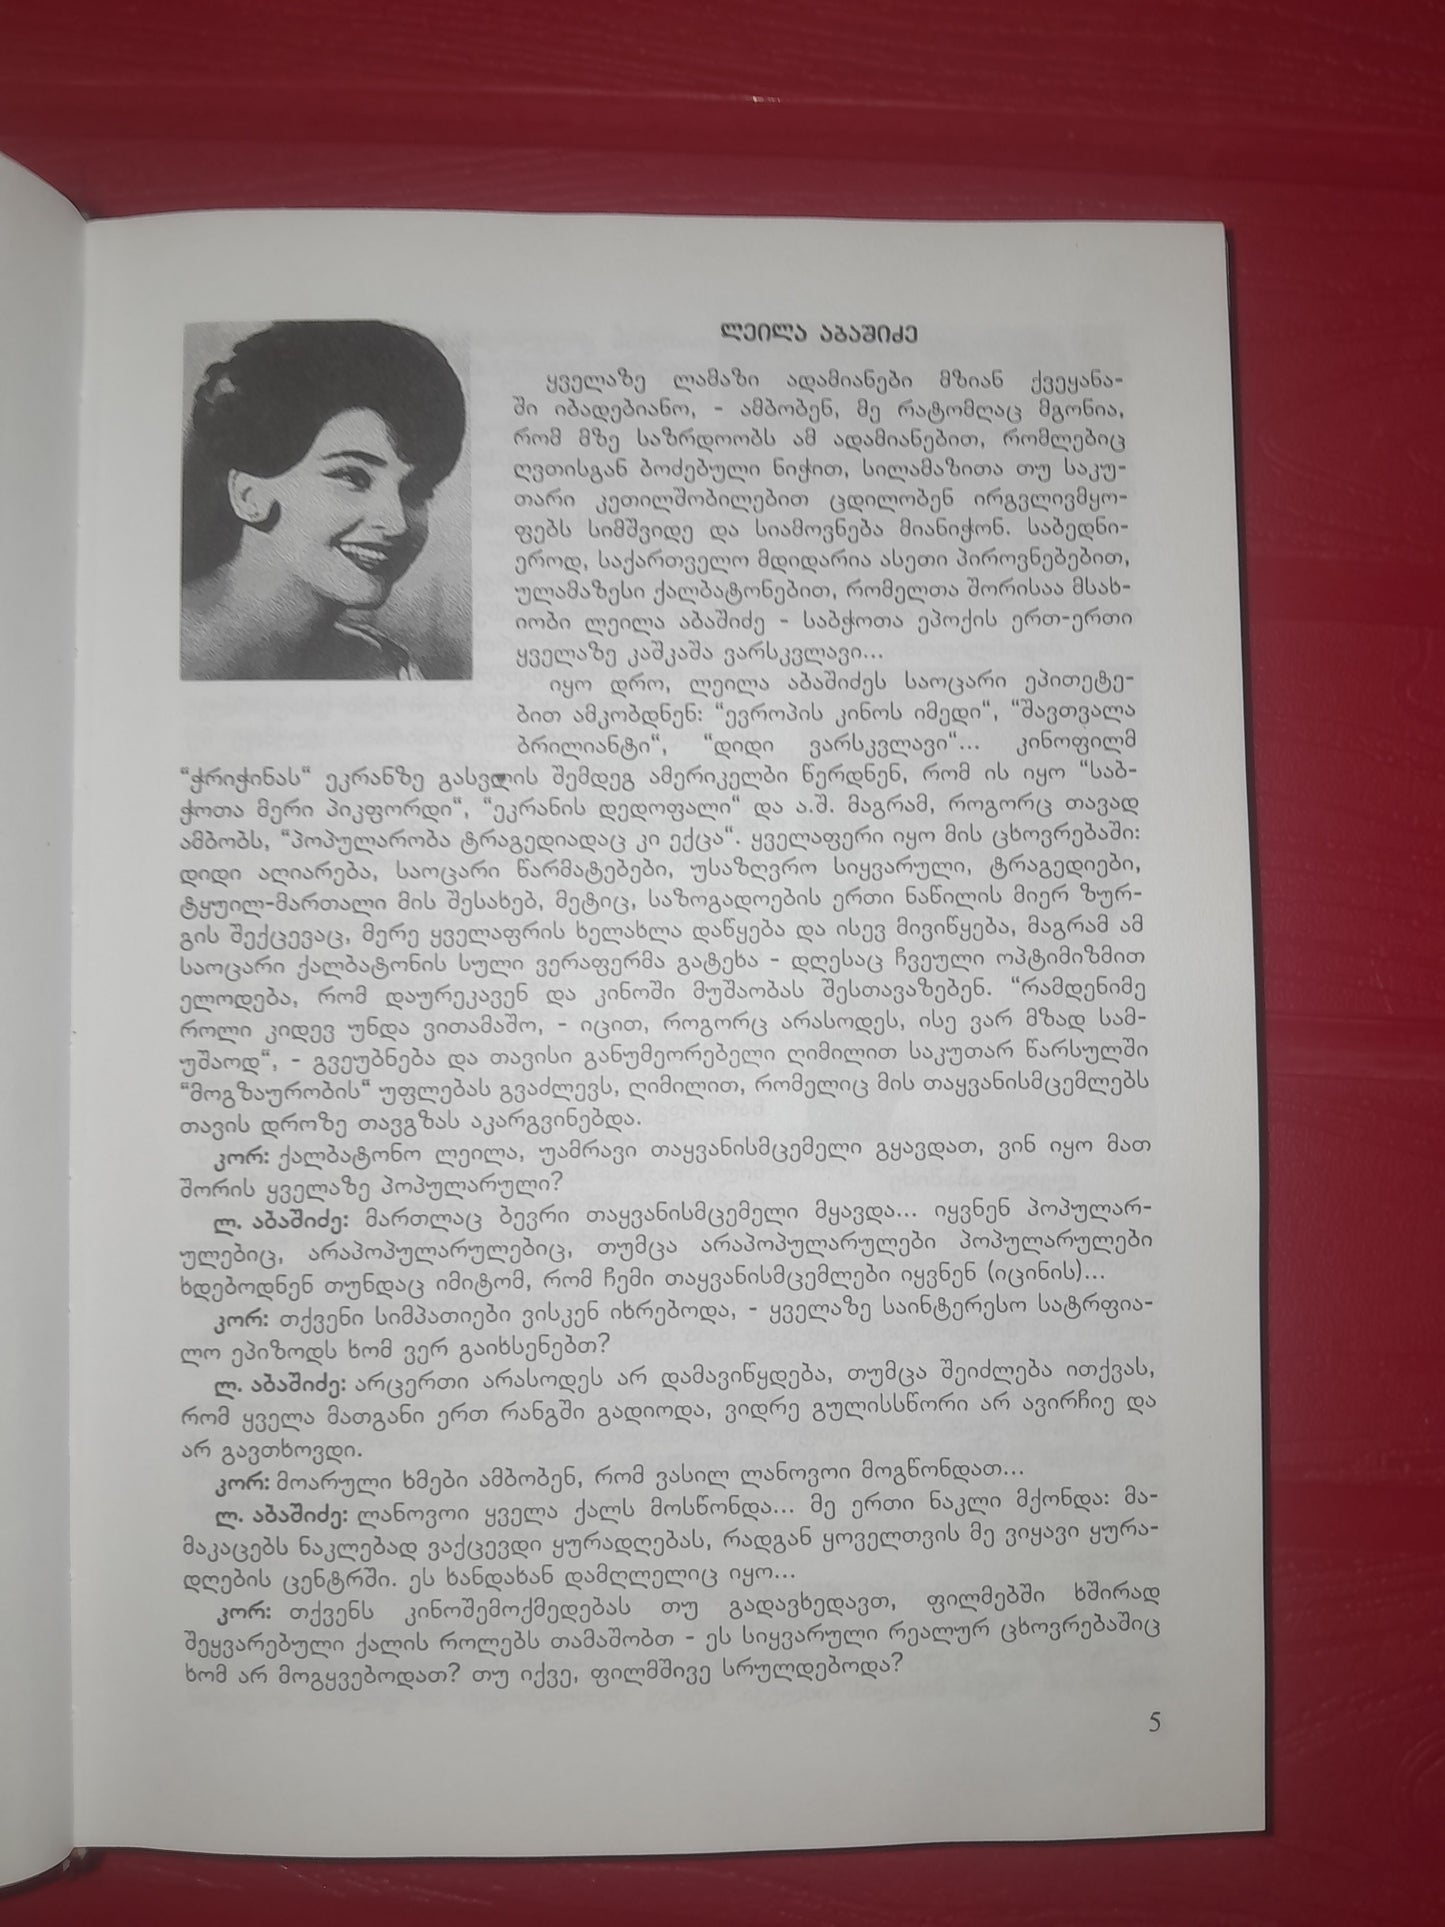 ლეილა აბაშიძე
ყველაზე ლამაზი ადამიანები მზიან ქვეყანა-
ში იბადებიანო, - ამბობენ, მე რატომღაც მგონია,
რომ მზე საზრდოობს ამ ადამიანებით, რომლებიც
ღვთისგან ბოძებული ნიჭით, სილამაზითა თუ საკუ-
თარი კეთილშობილებით ცდილობენ ირგვლივმყო-
ფებს სიმშვიდე და სიამოვნება მიანიჭონ. საბედნი-
ეროდ, საქართველო მდიდარია ასეთი პიროვნებებით,
ულამაზესი ქალბატონებით, რომელთა შორისაა მსახ-
იობი ლეილა აბაშიძე - საბჭოთა ეპოქის ერთ-ერთი
ყველაზე კაშკაშა ვარსკვლავი...
იყო დრო, ლეილა აბაშიძეს საოცარი ეპითეტე-
ბით ამკობდნენ: “ევროპის კინოს იმედი“, “შავთვალა
ბრილიანტი“, “დიდი ვარსკვლავი“... კინოფილმ
“ჭრიჭინას“ ეკრანზე გასვლის შემდეგ ამერიკელბი წერდნენ, რომ ის იყო “საბ-
ჭოთა მერი პიკფორდი“, “ეკრანის დედოფალი“ და ა.შ. მაგრამ, როგორც თავად
ამბობს, “პოპულარობა ტრაგედიადაც კი ექცა“. ყველაფერი იყო მის ცხოვრებაში:
დიდი აღიარება, საოცარი წარმატებები, უსაზღვრო სიყვარული, ტრაგედიები,
ტყუილ-მართალი მის შესახებ, მეტიც, საზოგადოების ერთი ნაწილის მიერ ზურ-
გის შექცევაც, მერე ყველაფრის ხელახლა დაწყება და ისევ მივიწყება, მაგრამ ამ
საოცარი ქალბატონის სული ვერაფერმა გატეხა - დღესაც ჩვეული ოპტიმიზმით
ელოდება, რომ დაურეკავენ და კინოში მუშაობას შესთავაზებენ. “რამდენიმე
როლი კიდევ უნდა ვითამაშო, - იცით, როგორც არასოდეს, ისე ვარ მზად სამ-
უშაოდ“, - გვეუბნება და თავისი განუმეორებელი ღიმილით საკუთარ წარსულში
“მოგზაურობის“ უფლებას გვაძლევს, ღიმილით, რომელიც მის თაყვანისმცემლებს
თავის დროზე თავგზას აკარგვინებდა.
კორ: ქალბატონო ლეილა, უამრავი თაყვანისმცემელი გყავდათ, ვინ იყო მათ
შორის ყველაზე პოპულარული?
ლ. აბაშიძე: მართლაც ბევრი თაყვანისმცემელი მყავდა... იყვნენ პოპულარ-
ულებიც, არაპოპულარულებიც, თუმცა არაპოპულარულები პოპულარულები
ხდებოდნენ თუნდაც იმიტომ, რომ ჩემი თაყვანისმცემლები იყვნენ (იცინის)...
კორ: თქვენი სიმპათიები ვისკენ იხრებოდა, - ყველაზე საინტერესო სატრფია-
ლო ეპიზოდს ხომ ვერ გაიხსენებთ?
ლ. აბაშიძე: არცერთი არასოდეს არ დამავიწყდება, თუმცა შეიძლება ითქვას,
რომ ყველა მათგანი ერთ რანგში გადიოდა, ვიდრე გულისსწორი არ ავირჩიე და
არ გავთხოვდი.
კორ: მოარული ხმები ამბობენ, რომ ვასილ ლანოვოი მოგწონდათ...
ლ. აბაშიძე: ლანოვოი ყველა ქალს მოსწონდა... მე ერთი ნაკლი მქონდა: მა-
მაკაცებს ნაკლებად ვაქცევდი ყურადღებას, რადგან ყოველთვის მე ვიყავი ყურა-
დღების ცენტრში. ეს ხანდახან დამღლელიც იყო...
კორ: თქვენს კინოშემოქმედებას თუ გადავხედავთ, ფილმებში ხშირად
შეყვარებული ქალის როლებს თამაშობთ - ეს სიყვარული რეალურ ცხოვრებაშიც
ხომ არ მოგყვებოდათ? თუ იქვე, ფილმშივე სრულდებოდა?
5